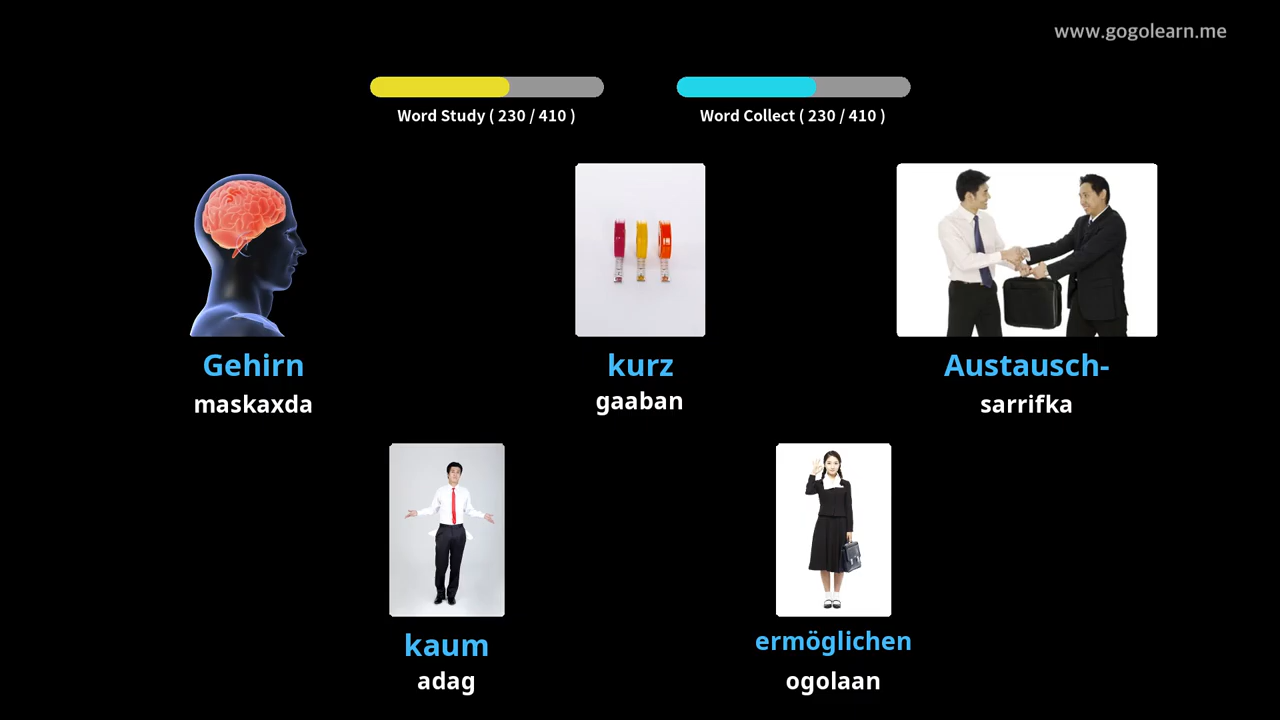 www.gogolearn.me
Word Study ( 230 / 410 )
Word Collect ( 230 / 410 )
Gehirn
maskaxda
kurz
gaaban
Austausch-
sarrifka
kaum
adag
ermöglichen
ogolaan